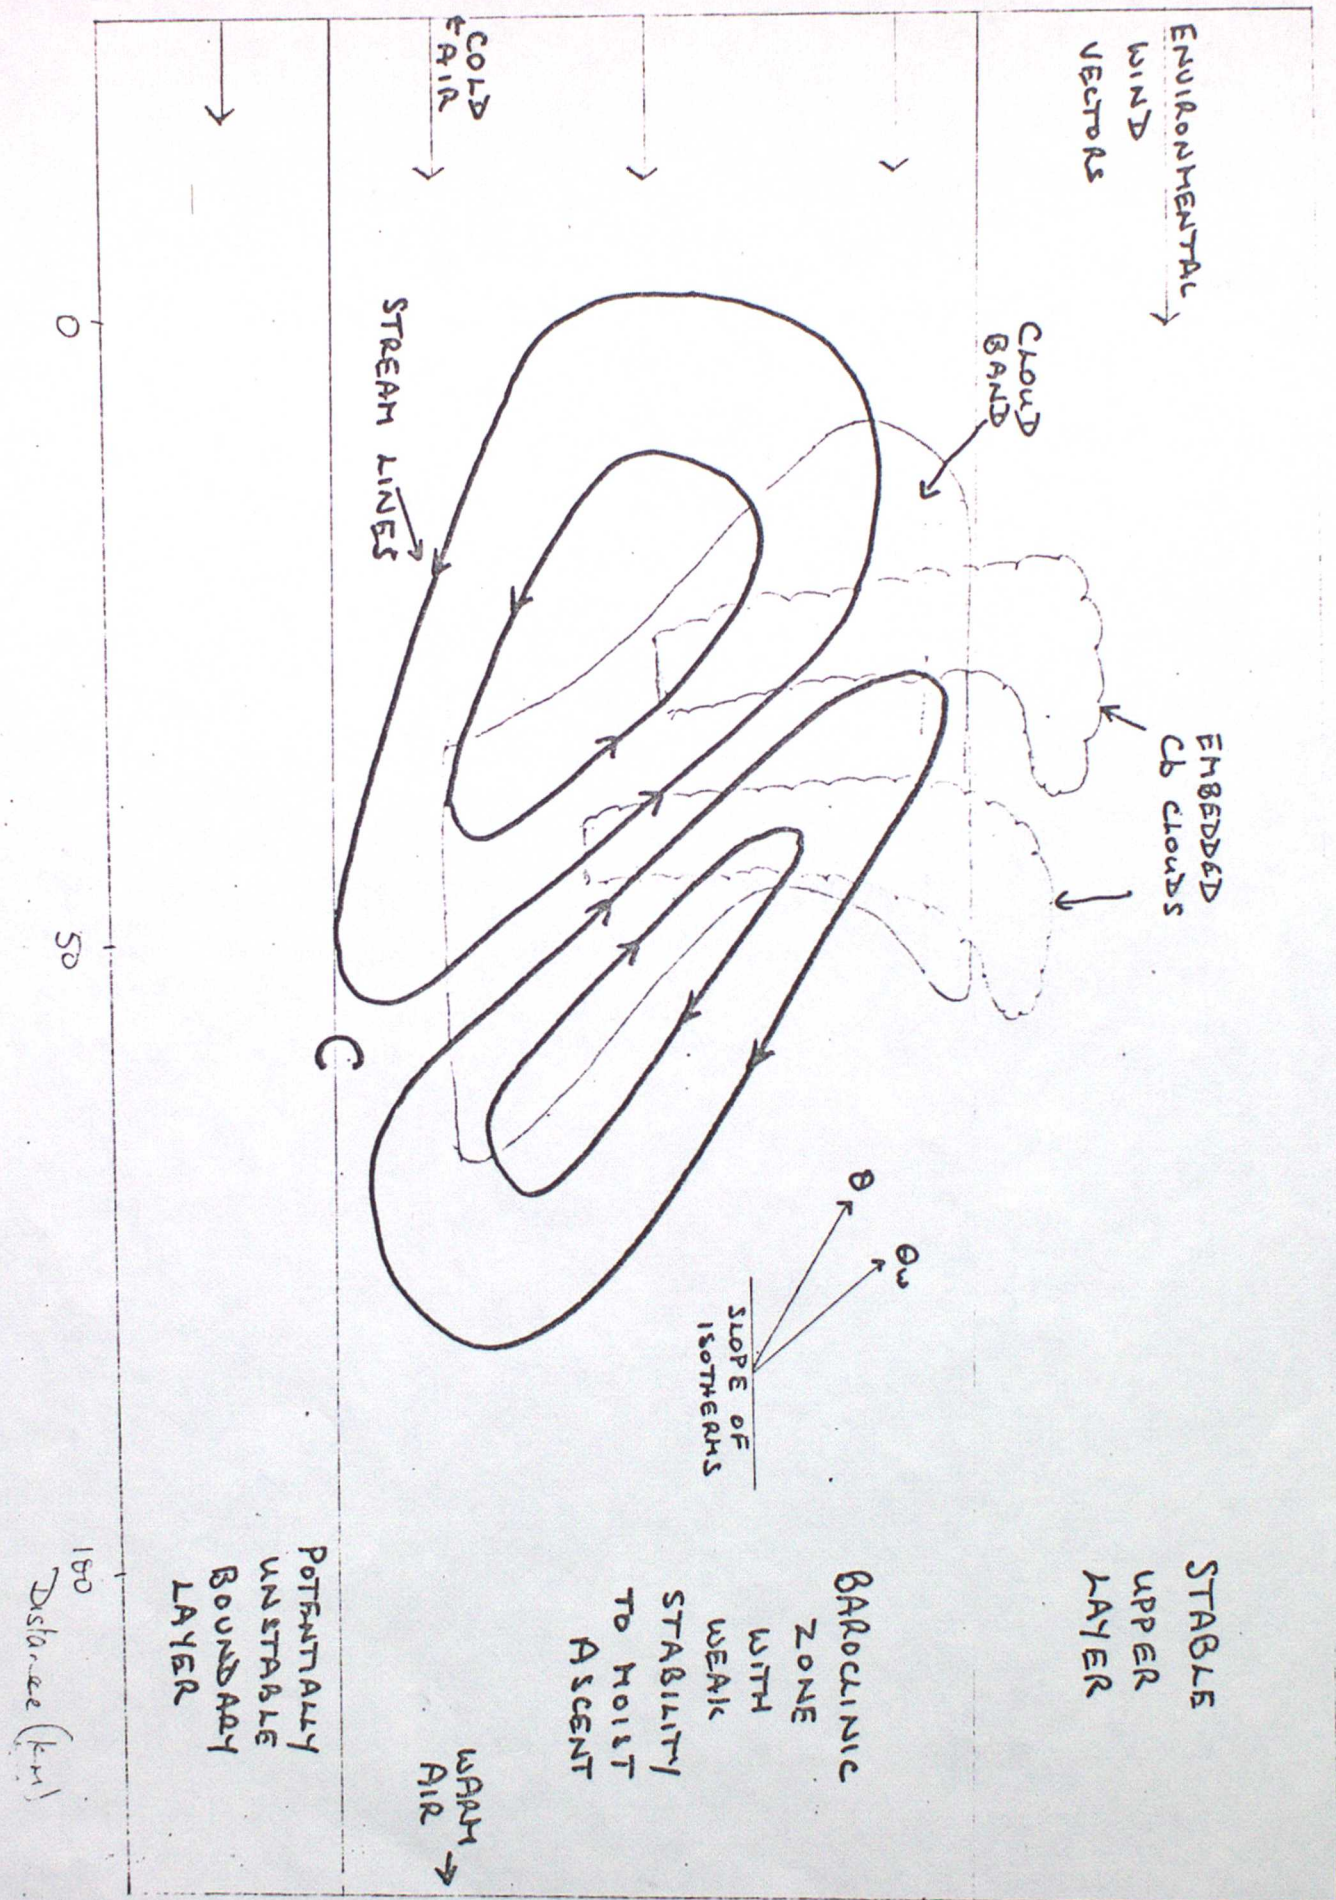 ENVIRONMENTAL
WIND
VECTORS
CLOUD
BAND
EMBEDDED
Cb CLOUDS
STABLE
UPPER
LAYER
θ
θw
SLOPE OF
ISOTHERMS
BAROCLINIC
ZONE
WITH
WEAK
STABILITY
TO MOIST
ASCENT
COLD
AIR
STREAM LINES
WARM
AIR
C
POTENTIALLY
UNSTABLE
BOUNDARY
LAYER
0
50
100
Distance (km)